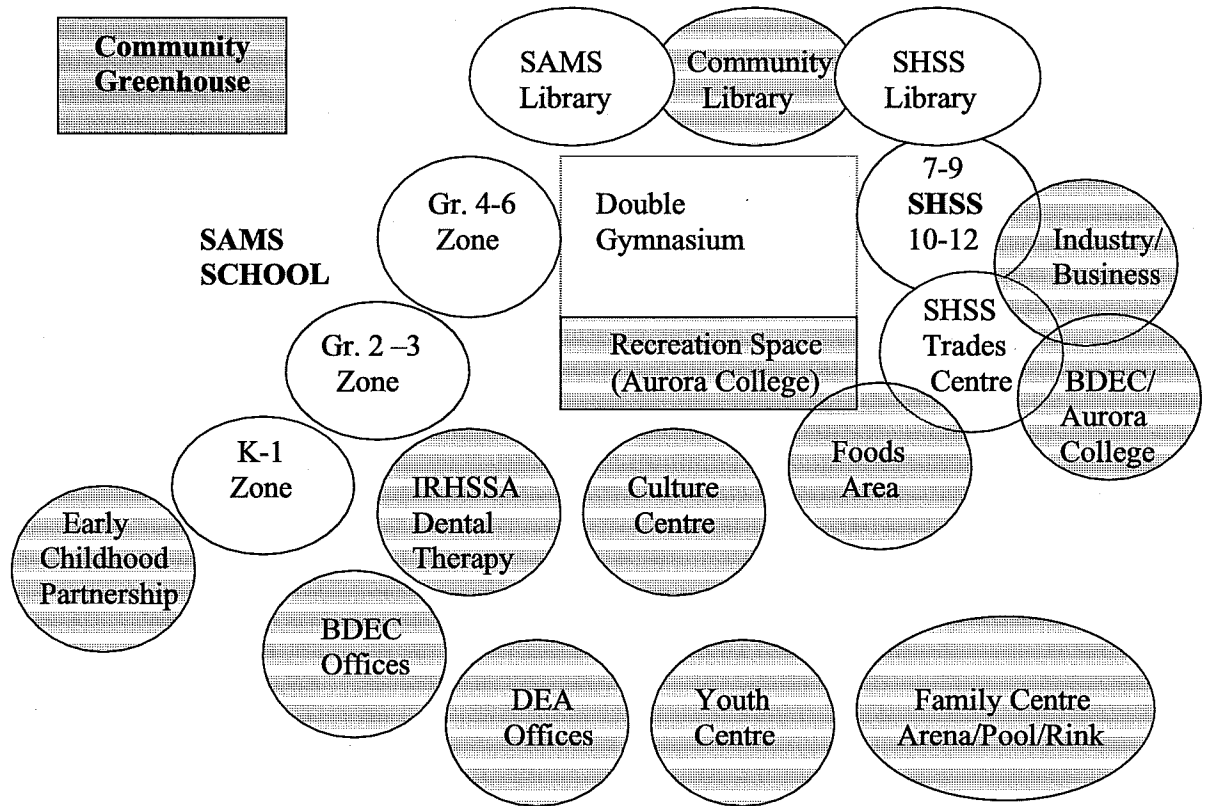 Community
Greenhouse
SAMS
Library
Community
Library
SHSS
Library
SAMS
SCHOOL
Gr. 4-6
Zone
Double
Gymnasium
7-9
SHSS
10-12
Industry/
Business
Gr. 2 –3
Zone
Recreation Space
(Aurora College)
SHSS
Trades
Centre
BDEC/
Aurora
College
K-1
Zone
IRHSSA
Dental
Therapy
Culture
Centre
Foods
Area
Early
Childhood
Partnership
BDEC
Offices
DEA
Offices
Youth
Centre
Family Centre
Arena/Pool/Rink